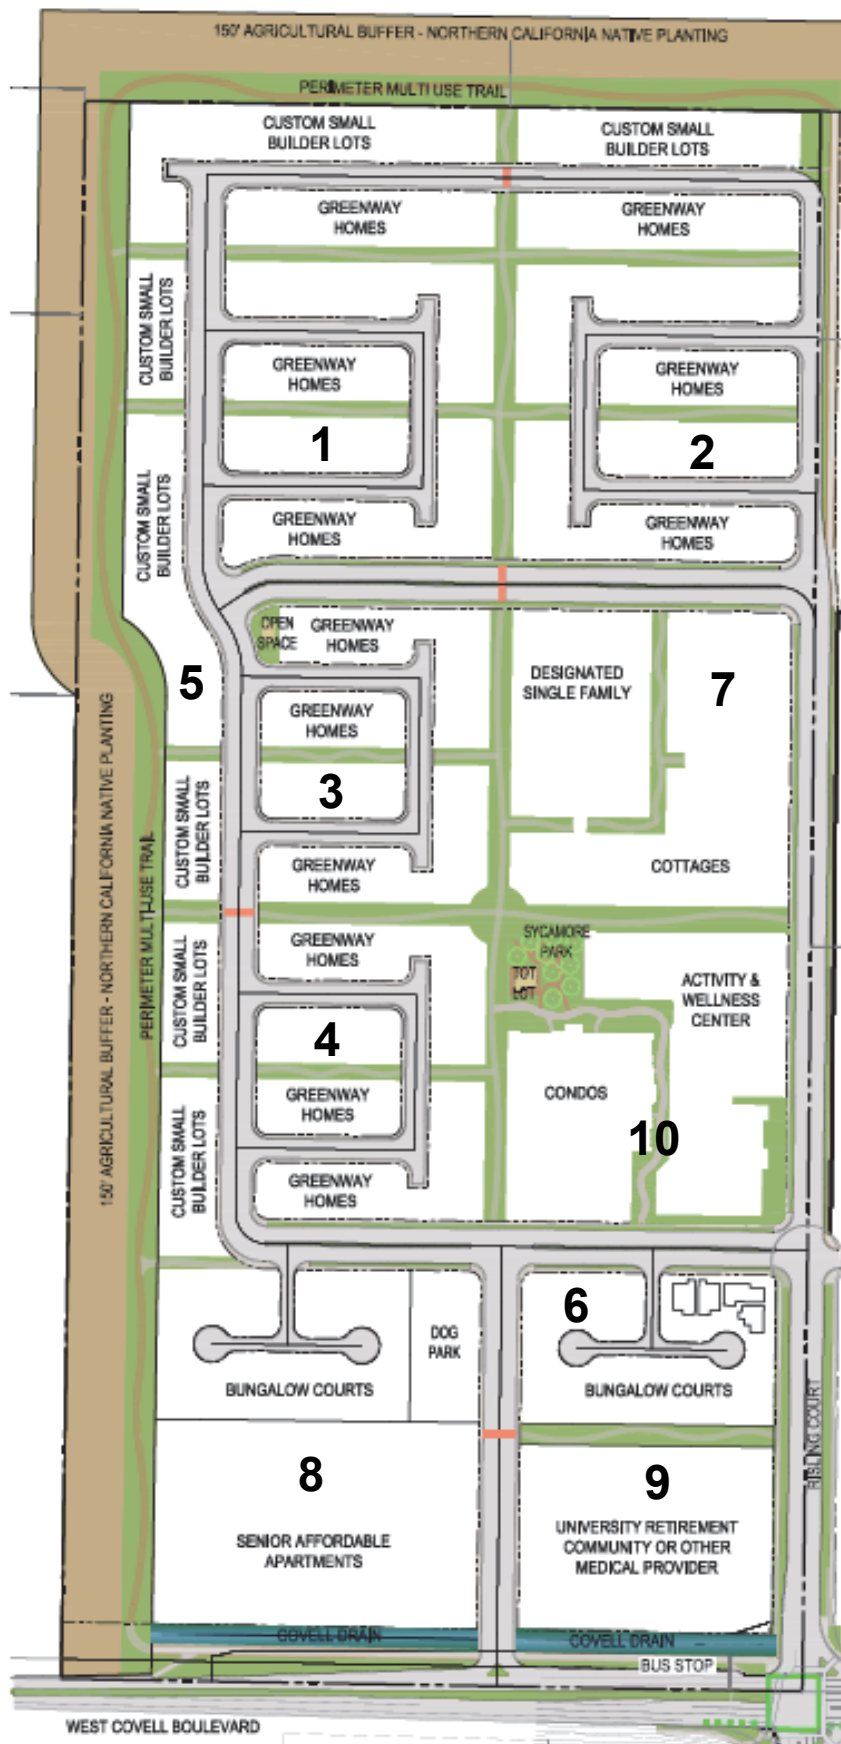 150' AGRICULTURAL BUFFER - NORTHERN CALIFORNIA NATIVE PLANTING
PERIMETER MULTI USE TRAIL
CUSTOM SMALL
BUILDER LOTS
CUSTOM SMALL
BUILDER LOTS
GREENWAY
HOMES
GREENWAY
HOMES
CUSTOM SMALL
BUILDER LOTS
GREENWAY
HOMES
GREENWAY
HOMES
1
2
CUSTOM SMALL
BUILDER LOTS
GREENWAY
HOMES
GREENWAY
HOMES
OPEN
SPACE
GREENWAY
HOMES
5
DESIGNATED
SINGLE FAMILY
7
GREENWAY
HOMES
3
CUSTOM SMALL
BUILDER LOTS
GREENWAY
HOMES
COTTAGES
150' AGRICULTURAL BUFFER - NORTHERN CALIFORNIA NATIVE PLANTING
PERIMETER MULTI-USE TRAIL
CUSTOM SMALL
BUILDER LOTS
GREENWAY
HOMES
SYCAMORE
PARK
TOT
LOT
ACTIVITY &
WELLNESS
CENTER
4
GREENWAY
HOMES
CONDOS
10
CUSTOM SMALL
BUILDER LOTS
GREENWAY
HOMES
6
DOG
PARK
BUNGALOW COURTS
BUNGALOW COURTS
RISLING COURT
8
9
SENIOR AFFORDABLE
APARTMENTS
UNIVERSITY RETIREMENT
COMMUNITY OR OTHER
MEDICAL PROVIDER
COVELL DRAIN
COVELL DRAIN
BUS STOP
WEST COVELL BOULEVARD